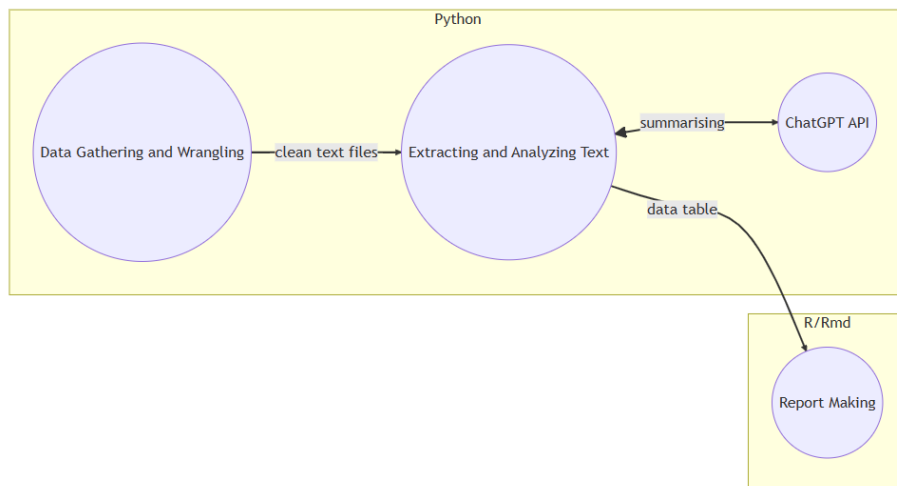 Python
Data Gathering and Wrangling
clean text files
Extracting and Analyzing Text
summarising
ChatGPT API
data table
R/Rmd
Report Making